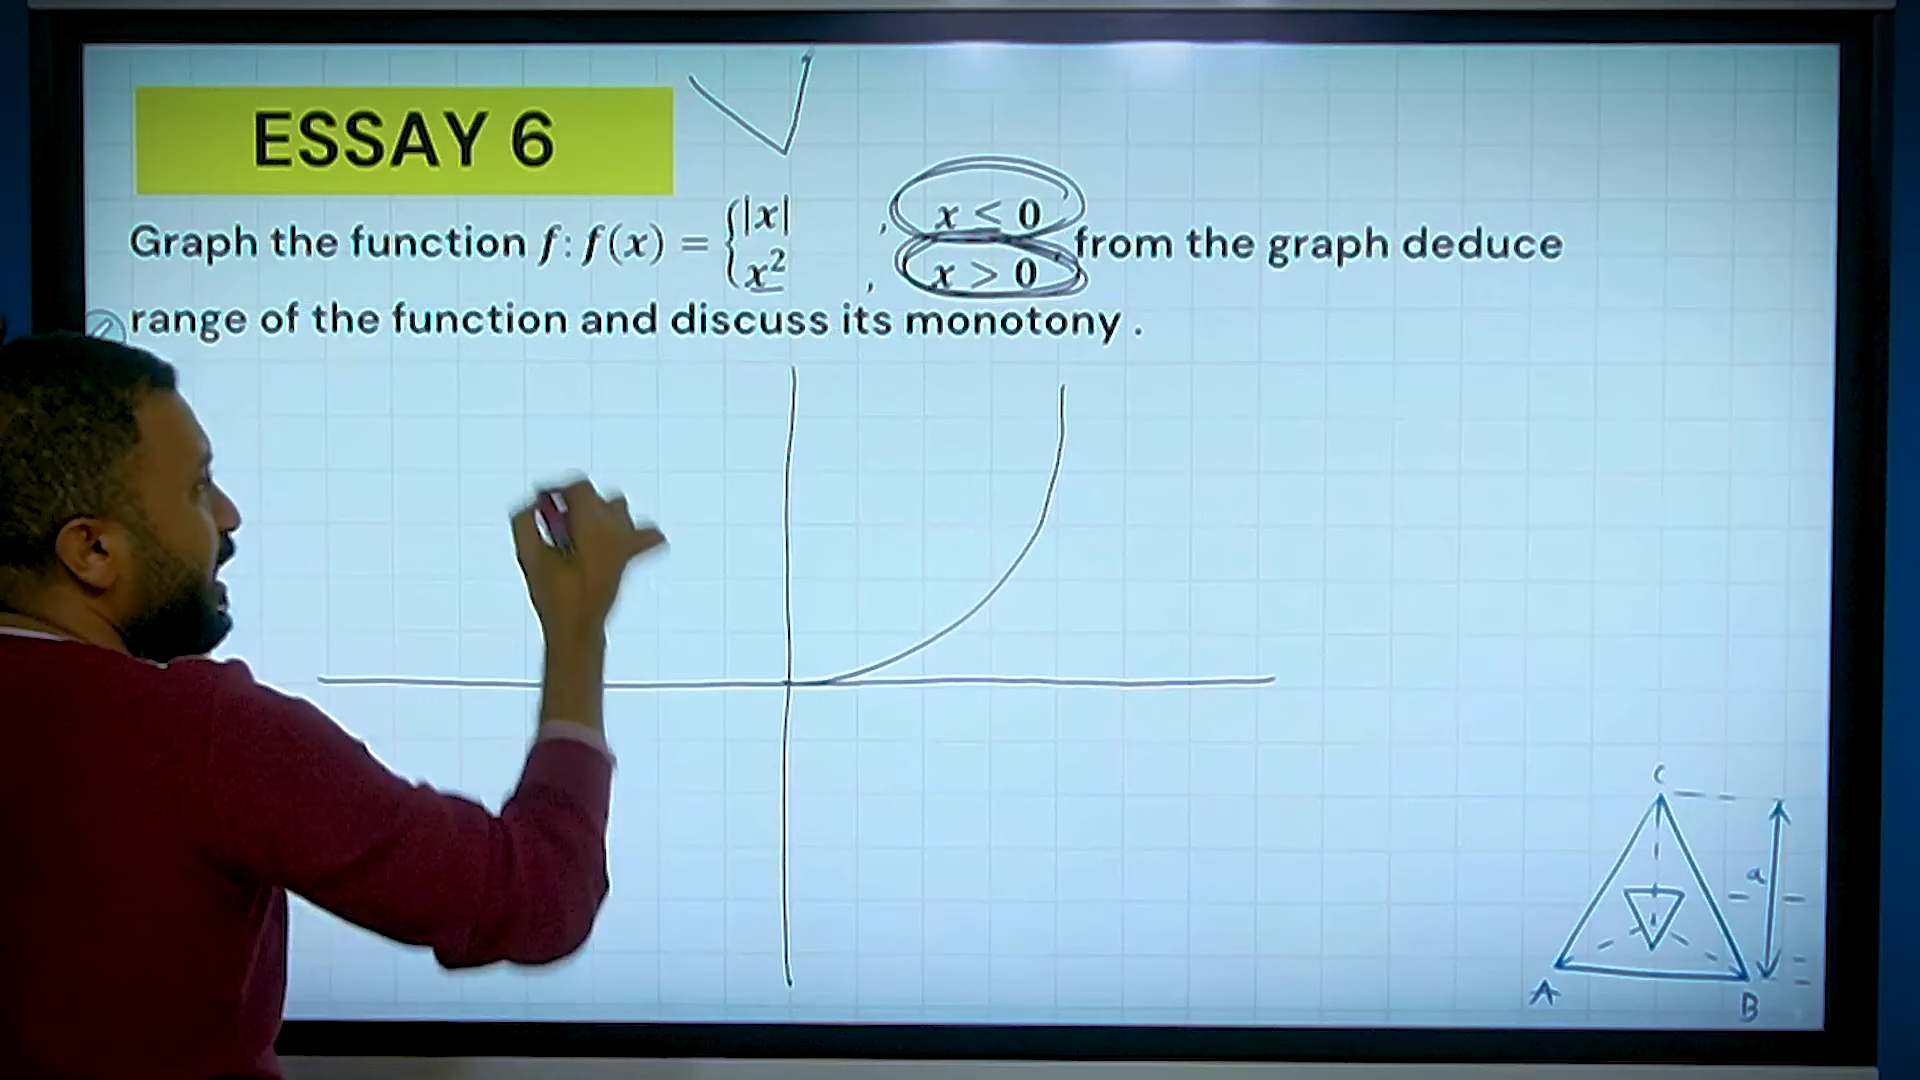 ESSAY 6
Graph the function f: f(x) = {|x| , x ≤ 0
x² , x > 0 , from the graph deduce
range of the function and discuss its monotony .
C
a
A
B